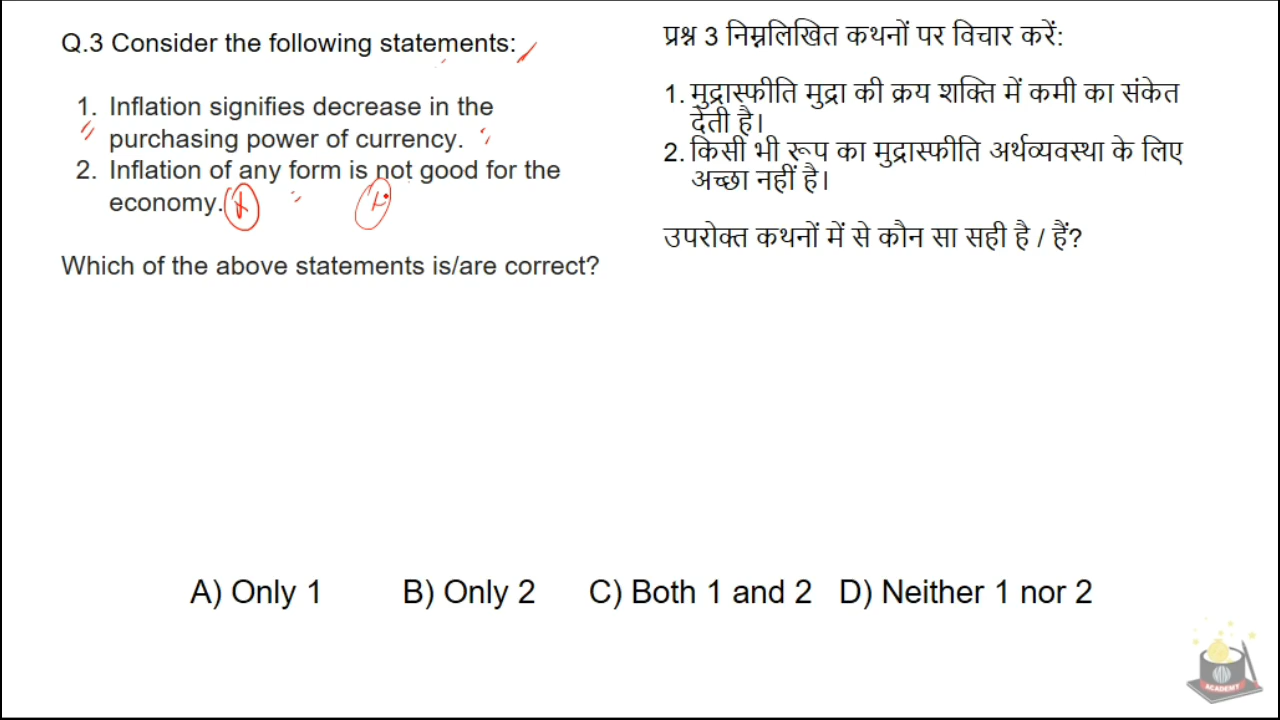 Q.3 Consider the following statements:
1. Inflation signifies decrease in the
purchasing power of currency.
2. Inflation of any form is not good for the
economy.
Which of the above statements is/are correct?
प्रश्न 3 निम्नलिखित कथनों पर विचार करें:
1. मुद्रास्फीति मुद्रा की क्रय शक्ति में कमी का संकेत
देती है।
2. किसी भी रूप का मुद्रास्फीति अर्थव्यवस्था के लिए
अच्छा नहीं है।
उपरोक्त कथनों में से कौन सा सही है / हैं?
A) Only 1 B) Only 2 C) Both 1 and 2 D) Neither 1 nor 2
ACADEMY